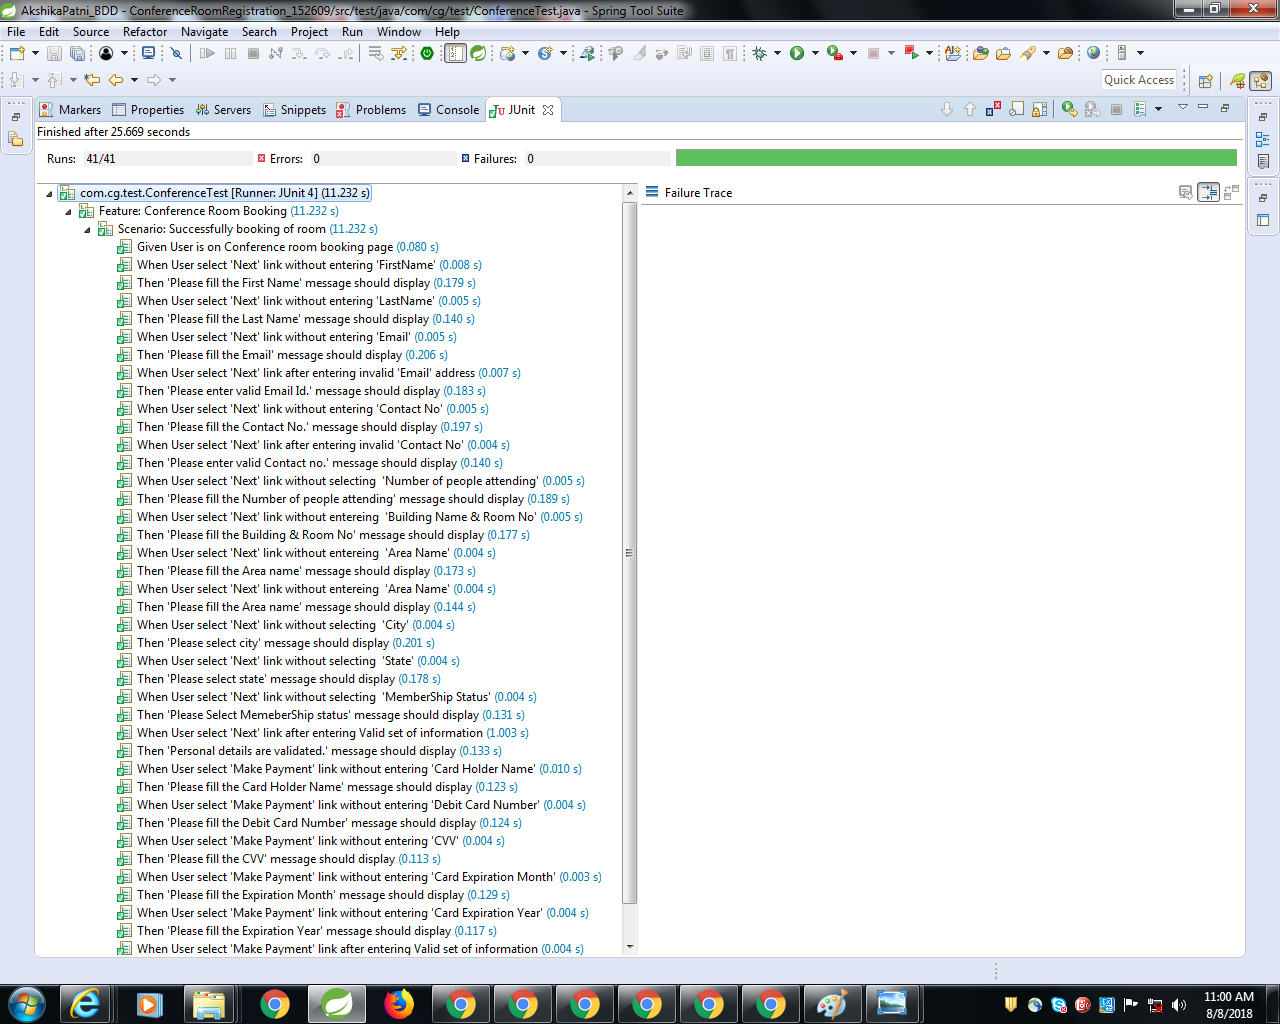 AkshikaPatni_BDD - ConferenceRoomRegistration_152609/src/test/java/com/cg/test/ConferenceTest.java - Spring Tool Suite
File Edit Source Refactor Navigate Search Project Run Window Help
Quick Access
Markers Properties Servers Snippets Problems Console JUnit
Finished after 25.669 seconds
Runs: 41/41 Errors: 0 Failures: 0
com.cg.test.ConferenceTest [Runner: JUnit 4] (11.232 s)
Failure Trace
Feature: Conference Room Booking (11.232 s)
Scenario: Successfully booking of room (11.232 s)
Given User is on Conference room booking page (0.080 s)
When User select 'Next' link without entering 'FirstName' (0.008 s)
Then 'Please fill the First Name' message should display (0.179 s)
When User select 'Next' link without entering 'LastName' (0.005 s)
Then 'Please fill the Last Name' message should display (0.140 s)
When User select 'Next' link without entering 'Email' (0.005 s)
Then 'Please fill the Email' message should display (0.206 s)
When User select 'Next' link after entering invalid 'Email' address (0.007 s)
Then 'Please enter valid Email Id.' message should display (0.183 s)
When User select 'Next' link without entering 'Contact No' (0.005 s)
Then 'Please fill the Contact No.' message should display (0.197 s)
When User select 'Next' link after entering invalid 'Contact No' (0.004 s)
Then 'Please enter valid Contact no.' message should display (0.140 s)
When User select 'Next' link without selecting  'Number of people attending' (0.005 s)
Then 'Please fill the Number of people attending' message should display (0.189 s)
When User select 'Next' link without entereing  'Building Name & Room No' (0.005 s)
Then 'Please fill the Building & Room No' message should display (0.177 s)
When User select 'Next' link without entereing  'Area Name' (0.004 s)
Then 'Please fill the Area name' message should display (0.173 s)
When User select 'Next' link without entereing  'Area Name' (0.004 s)
Then 'Please fill the Area name' message should display (0.144 s)
When User select 'Next' link without selecting  'City' (0.004 s)
Then 'Please select city' message should display (0.201 s)
When User select 'Next' link without selecting  'State' (0.004 s)
Then 'Please select state' message should display (0.178 s)
When User select 'Next' link without selecting  'MemberShip Status' (0.004 s)
Then 'Please Select MemeberShip status' message should display (0.131 s)
When User select 'Next' link after entering Valid set of information (1.003 s)
Then 'Personal details are validated.' message should display (0.133 s)
When User select 'Make Payment' link without entering 'Card Holder Name' (0.010 s)
Then 'Please fill the Card Holder Name' message should display (0.123 s)
When User select 'Make Payment' link without entering 'Debit Card Number' (0.004 s)
Then 'Please fill the Debit Card Number' message should display (0.124 s)
When User select 'Make Payment' link without entering 'CVV' (0.004 s)
Then 'Please fill the CVV' message should display (0.113 s)
When User select 'Make Payment' link without entering 'Card Expiration Month' (0.003 s)
Then 'Please fill the Expiration Month' message should display (0.129 s)
When User select 'Make Payment' link without entering 'Card Expiration Year' (0.004 s)
Then 'Please fill the Expiration Year' message should display (0.117 s)
When User select 'Make Payment' link after entering Valid set of information (0.004 s)
11:00 AM
8/8/2018